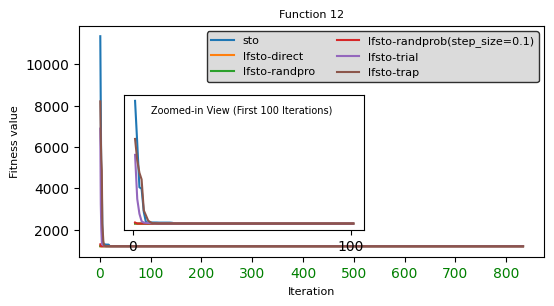 Function 12
sto
lfsto-direct
lfsto-randpro
lfsto-randprob(step_size=0.1)
lfsto-trial
lfsto-trap
Fitness value
10000
8000
6000
4000
2000
Zoomed-in View (First 100 Iterations)
0 100
0 100 200 300 400 500 600 700 800
Iteration